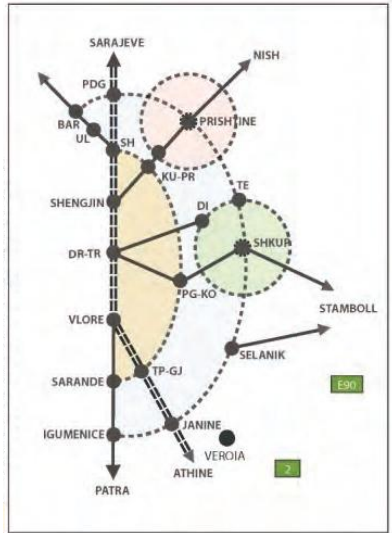 SARAJEVE
NISH
PDG
BAR
PRISHTINE
UL
SH
KU-PR
SHENGJIN
TE
DI
DR-TR
SHKUP
PG-KO
STAMBOLL
VLORE
SELANIK
TP-GJ
SARANDE
E90
JANINE
IGUMENICE
VEROIA
ATHINE
2
PATRA